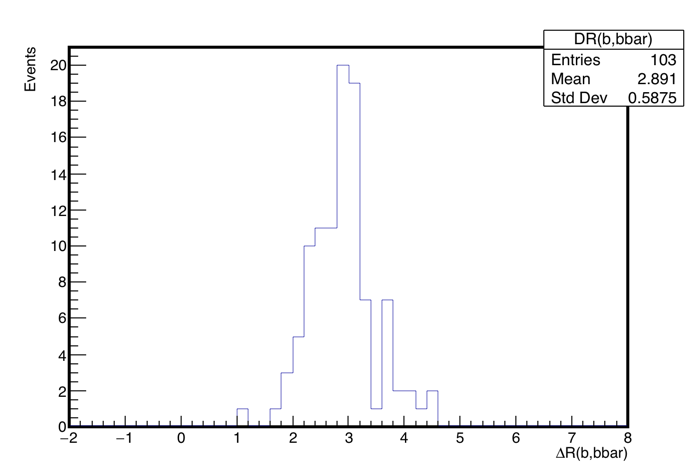 DR(b,bbar)
Entries 103
Mean 2.891
Std Dev 0.5875
Events
20
18
16
14
12
10
8
6
4
2
0
−2 −1 0 1 2 3 4 5 6 7 8
ΔR(b,bbar)